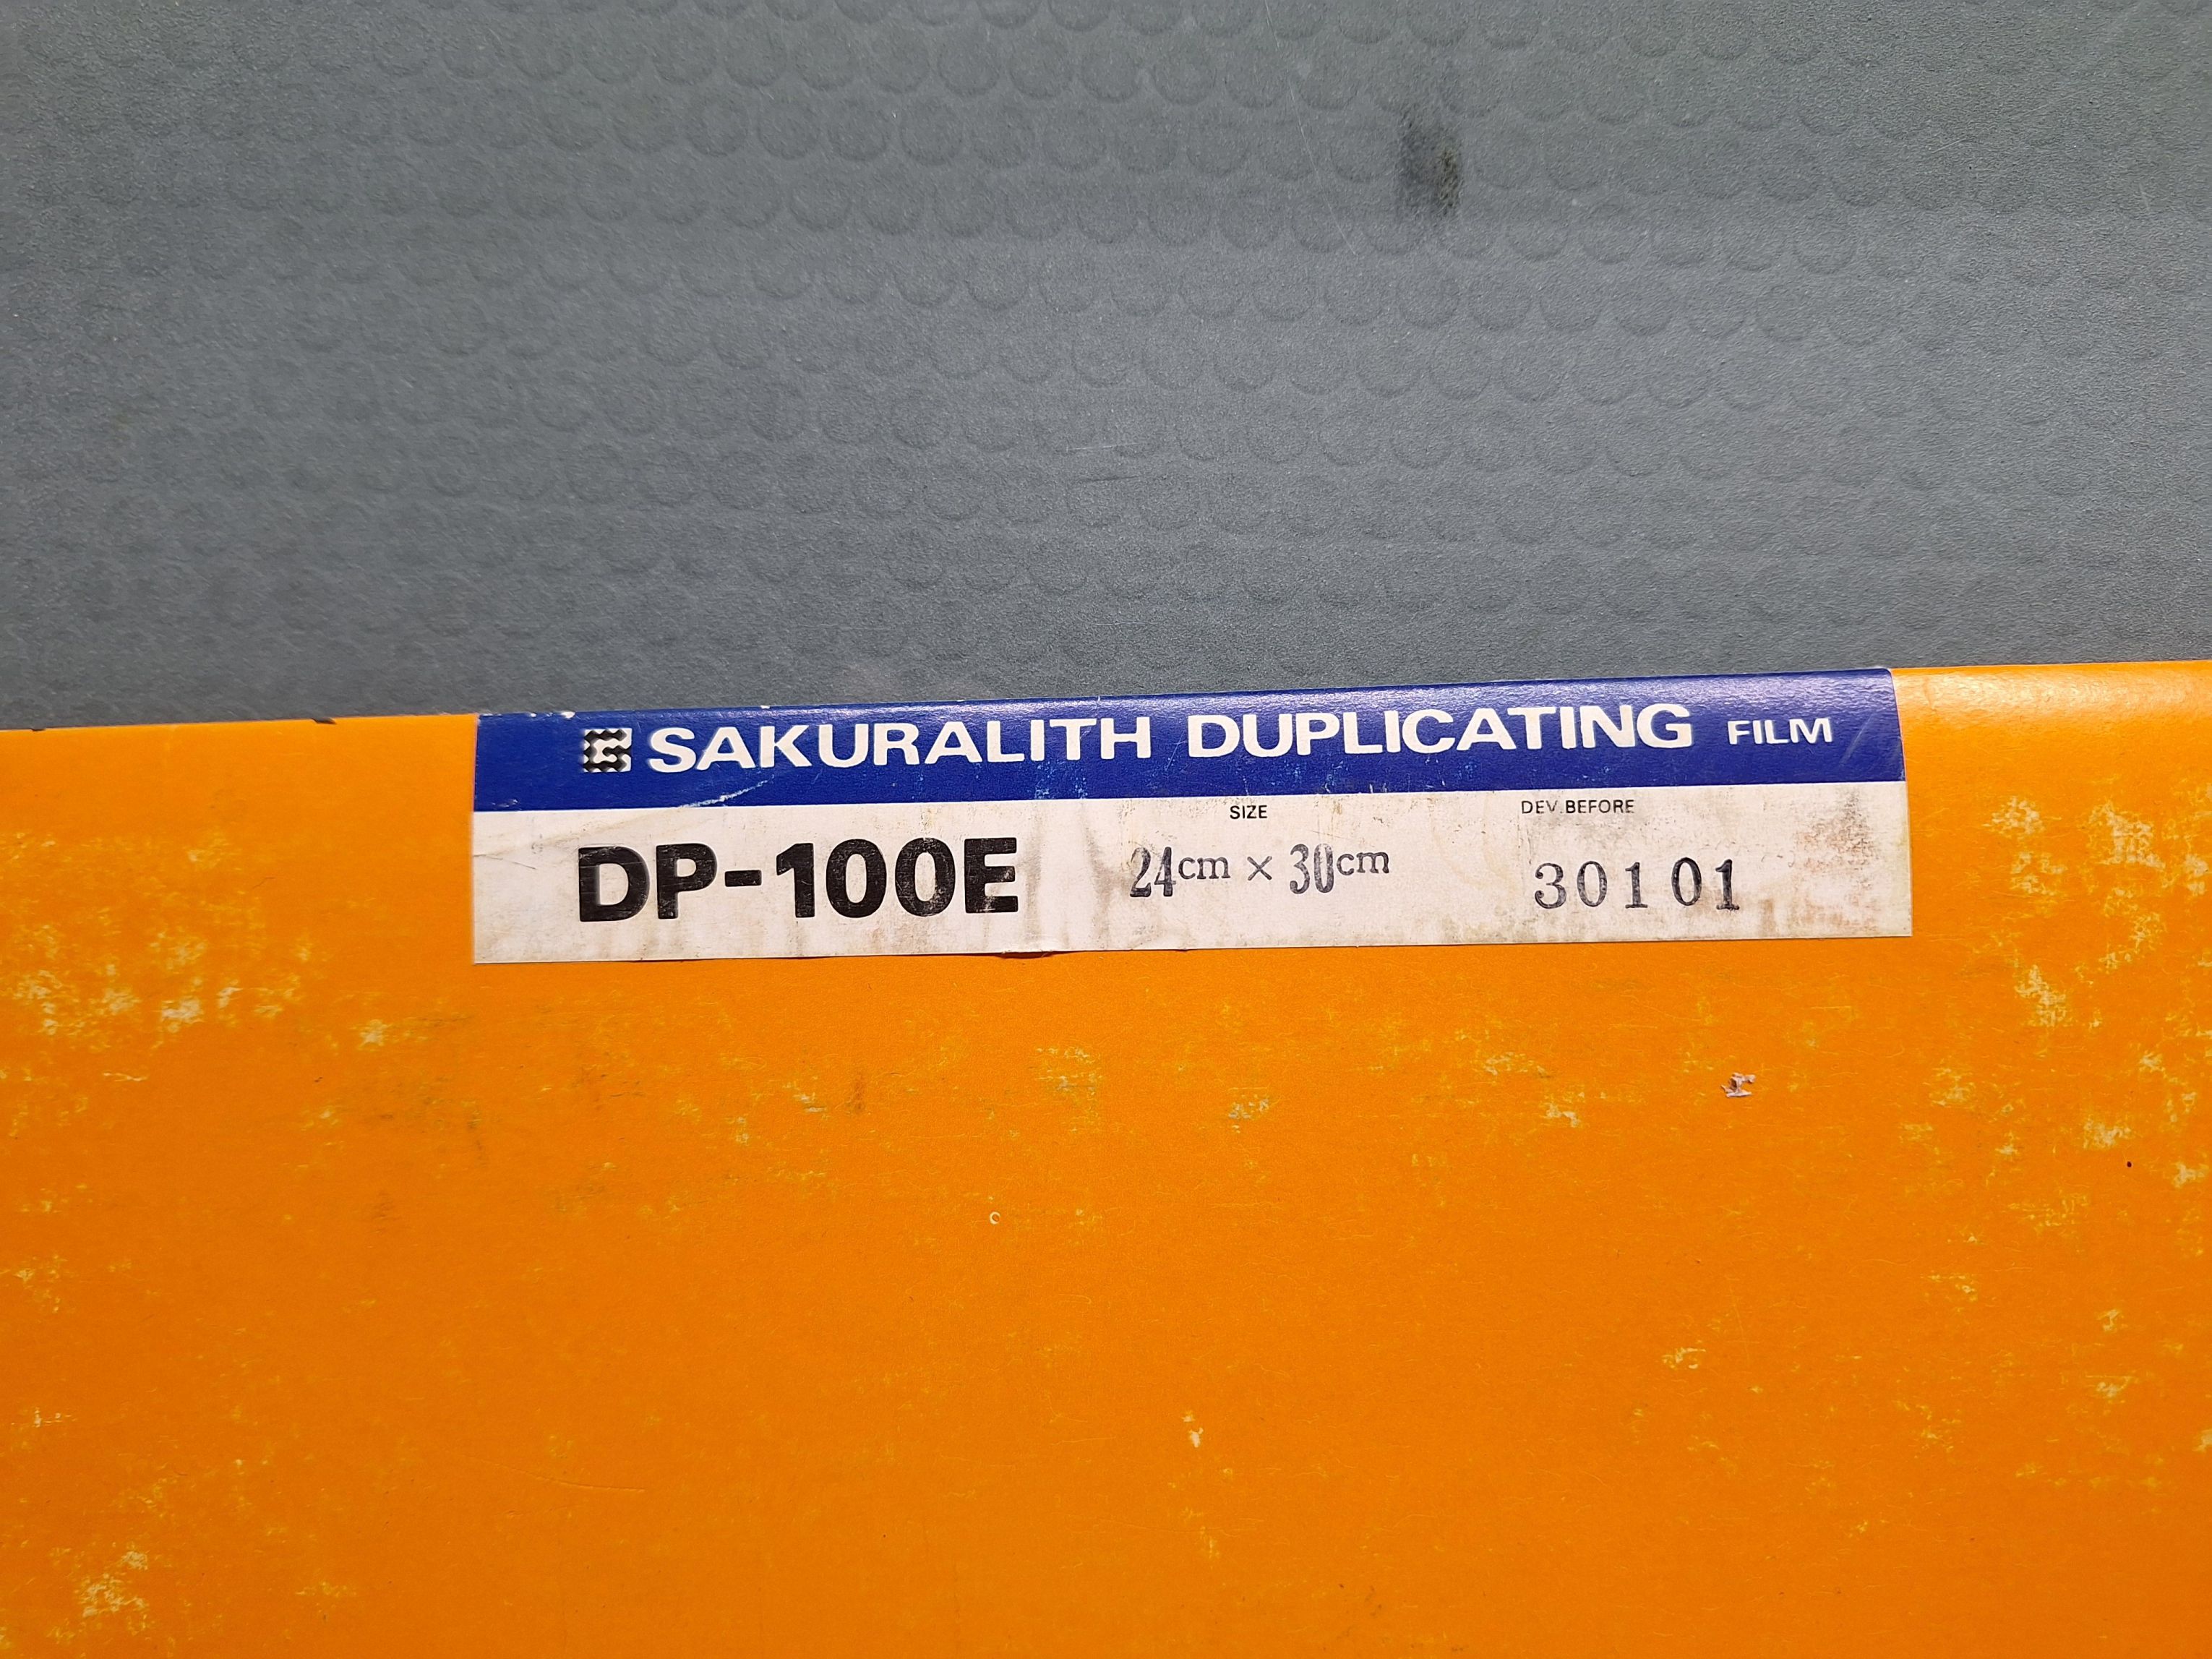 SAKURALITH DUPLICATING FILM
SIZE DEV.BEFORE
DP-100E 24cm × 30cm 30101